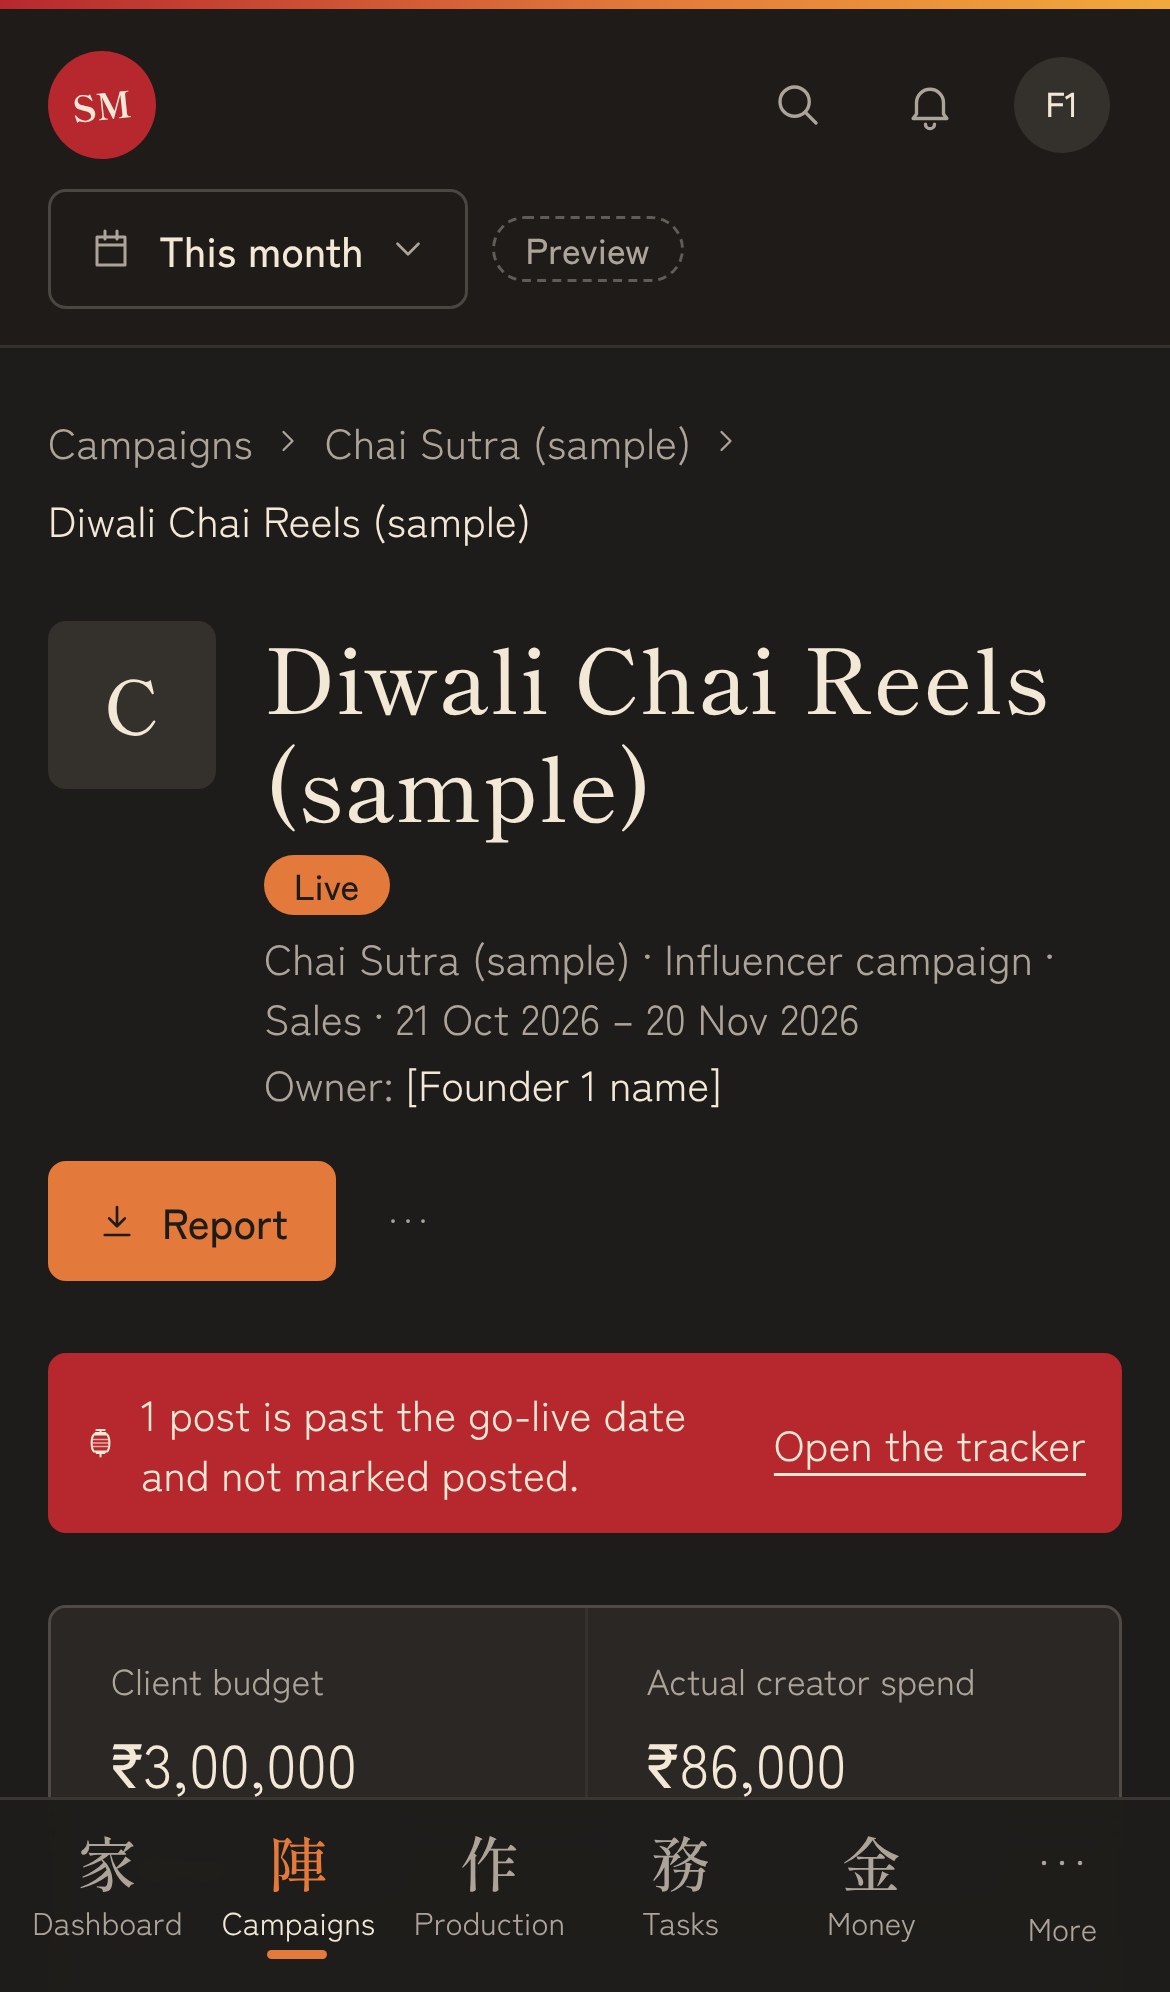 SM
F1
This month
Preview
Campaigns > Chai Sutra (sample) >
Diwali Chai Reels (sample)
C
Diwali Chai Reels
(sample)
Live
Chai Sutra (sample) · Influencer campaign ·
Sales · 21 Oct 2026 – 20 Nov 2026
Owner: [Founder 1 name]
Report
···
1 post is past the go-live date
and not marked posted.
Open the tracker
Client budget
₹3,00,000
Actual creator spend
₹86,000
家 陣 作 務 金 ···
Dashboard Campaigns Production Tasks Money More